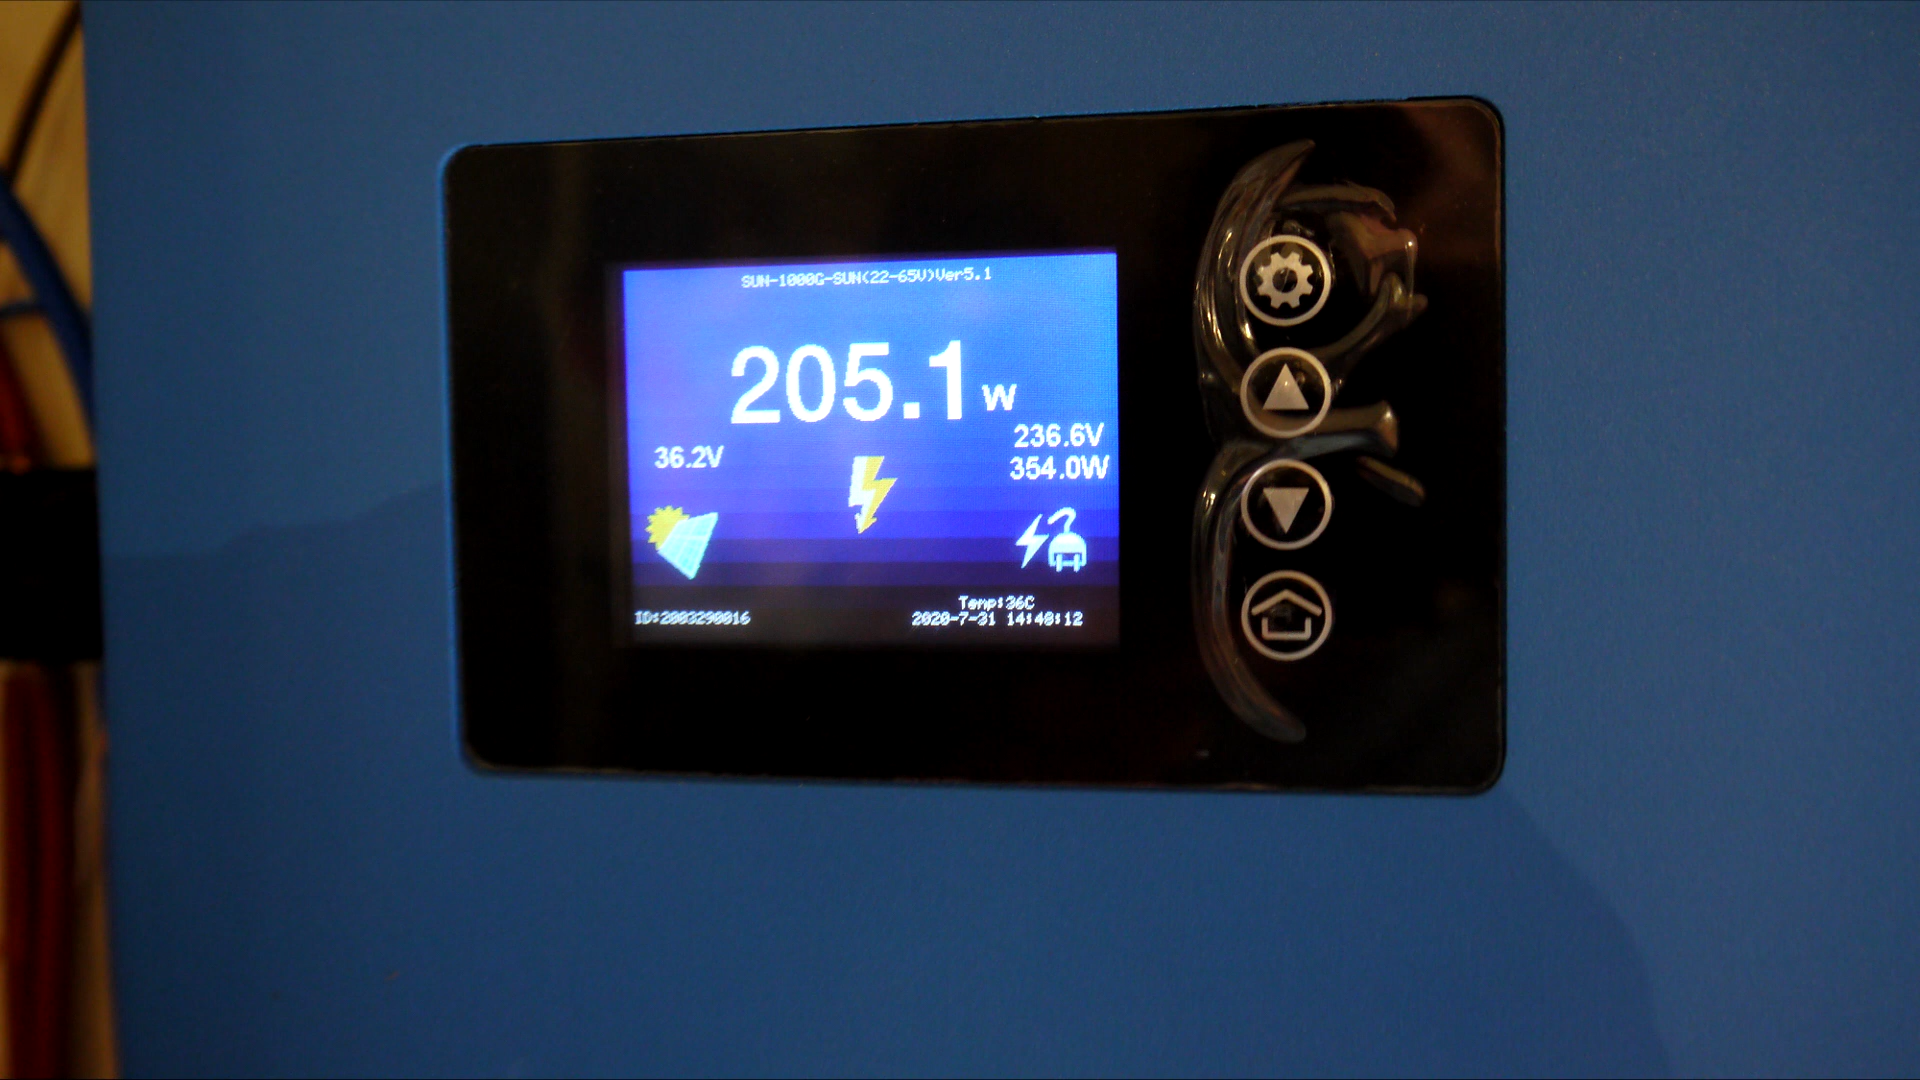 SUN-1000G-SUN(22-65V)Ver5.1
205.1 w
236.6V
36.2V
354.0W
Temp:36C
ID:2003290016
2020-7-31 14:48:12